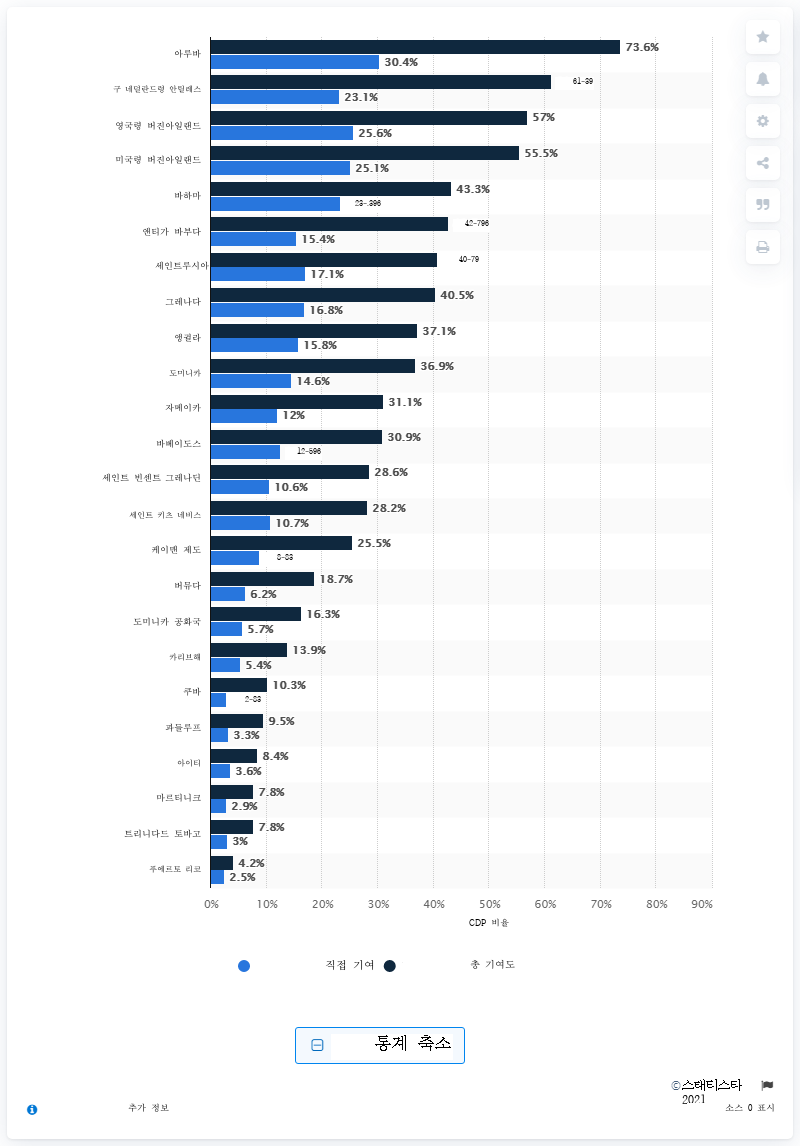 아루바
73.6%
30.4%
구 네덜란드령 안틸레스
61-89
23.1%
영국령 버진아일랜드
57%
25.6%
미국령 버진아일랜드
55.5%
25.1%
바하마
43.3%
23-.396
앤티가 바부다
42-796
15.4%
세인트루시아
40-79
17.1%
그레나다
40.5%
16.8%
앵귈라
37.1%
15.8%
도미니카
36.9%
14.6%
자메이카
31.1%
12%
바베이도스
30.9%
12-596
세인트 빈센트 그레나딘
28.6%
10.6%
세인트 키츠 네비스
28.2%
10.7%
케이맨 제도
25.5%
8-83
버뮤다
18.7%
6.2%
도미니카 공화국
16.3%
5.7%
카리브해
13.9%
5.4%
쿠바
10.3%
2-83
과들루프
9.5%
3.3%
아이티
8.4%
3.6%
마르티니크
7.8%
2.9%
트리니다드 토바고
7.8%
3%
푸에르토 리코
4.2%
2.5%
0% 10% 20% 30% 40% 50% 60% 70% 80% 90%
CDP 비율
직접 기여 총 기여도
통계 축소
©스태티스타
2021
추가 정보 소스 0 표시